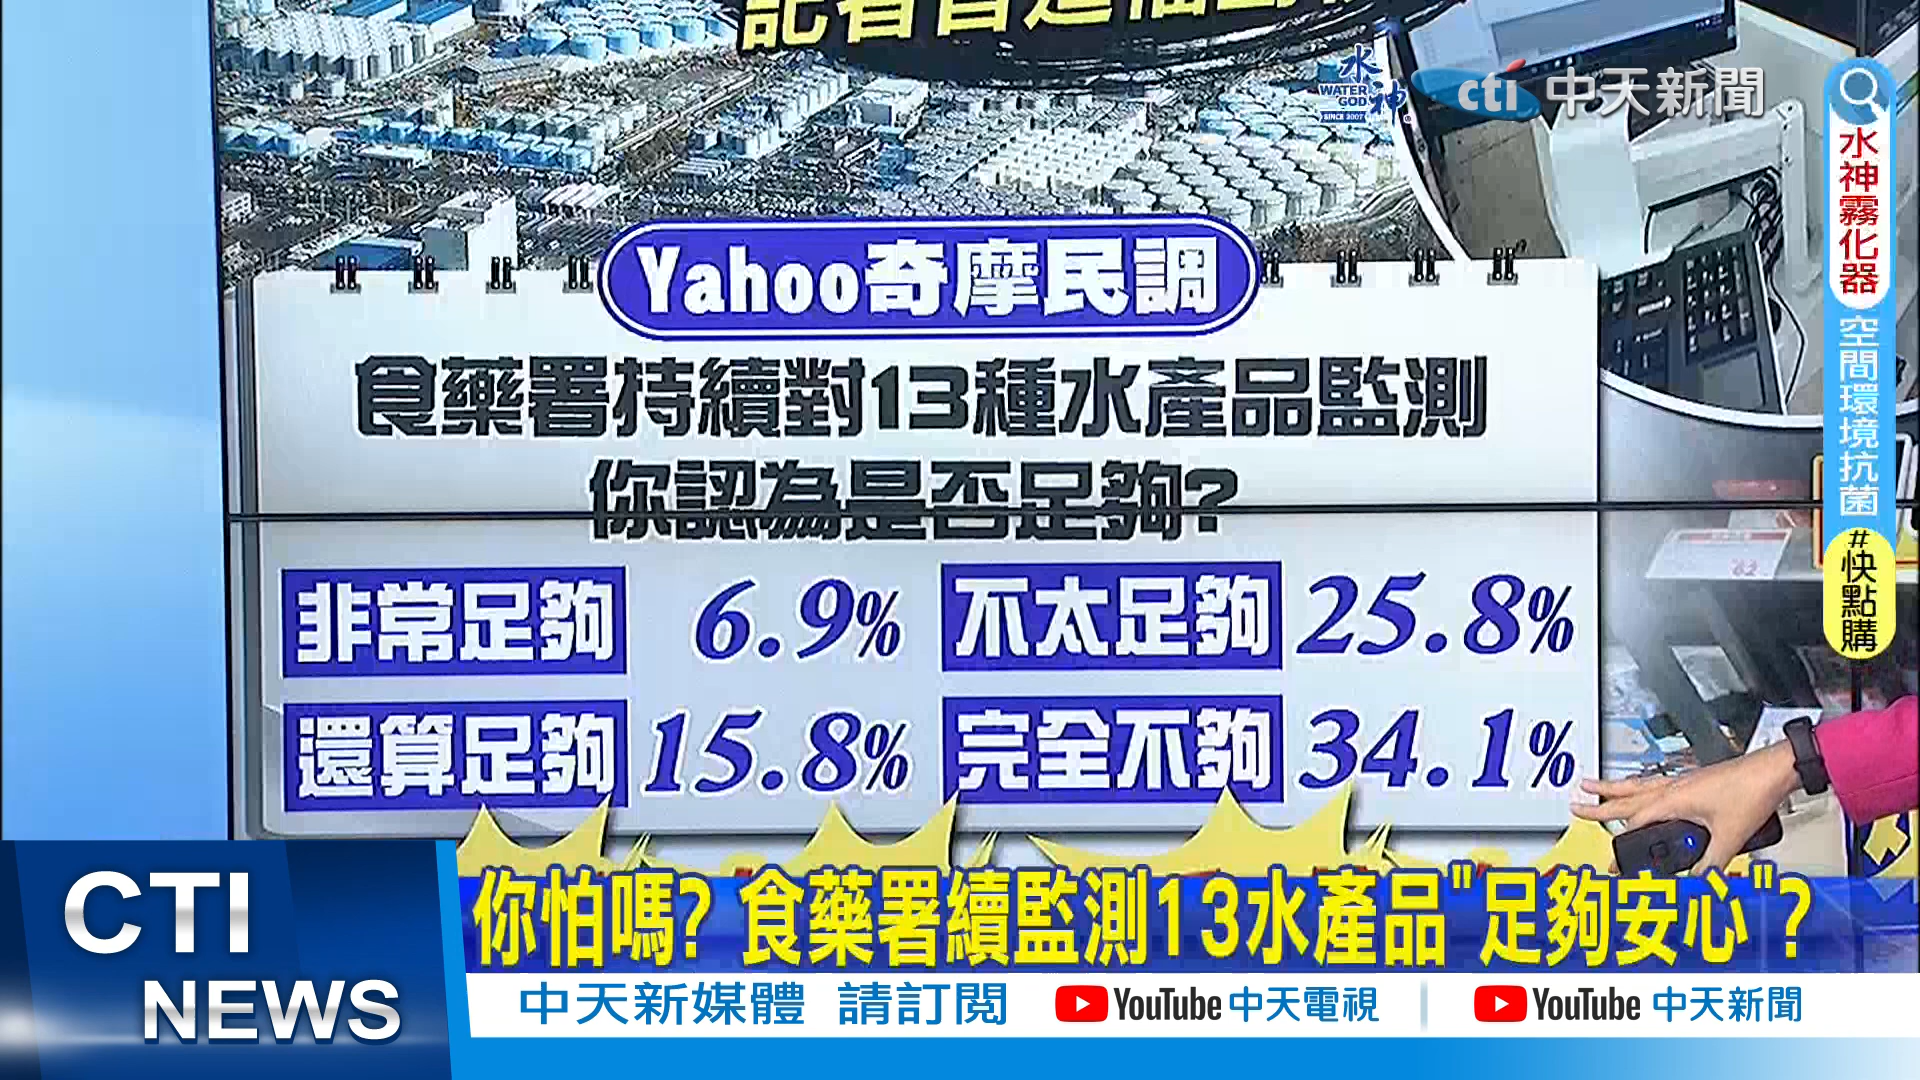 水神
WATER
GOD
SINCE 2007
cti 中天新聞
水神霧化器
空間環境抗菌
#快點購
Yahoo奇摩民調
食藥署持續對13種水產品監測
你認為是否足夠?
非常足夠 6.9% 不太足夠 25.8%
還算足夠 15.8% 完全不夠 34.1%
CTI
NEWS
你怕嗎? 食藥署續監測13水產品"足夠安心"?
中天新媒體 請訂閱 YouTube 中天電視 | YouTube 中天新聞